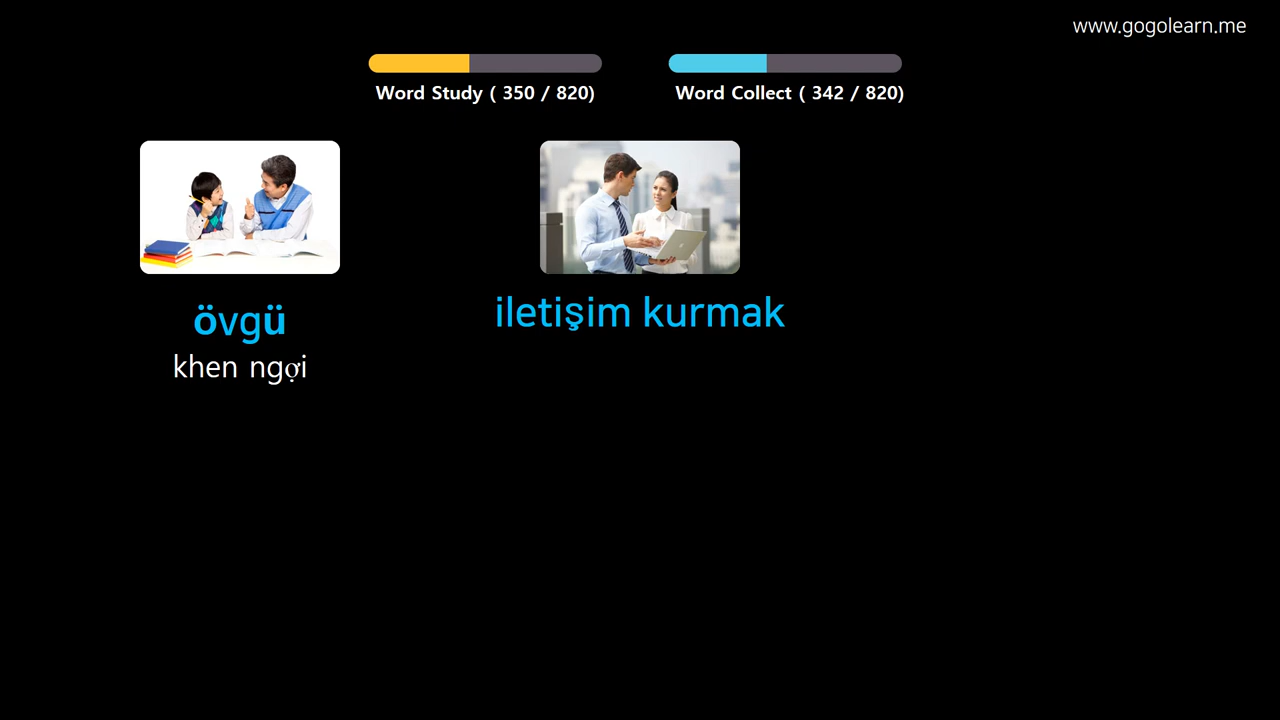 www.gogolearn.me
Word Study ( 350 / 820)
Word Collect ( 342 / 820)
övgü
khen ngợi
iletişim kurmak